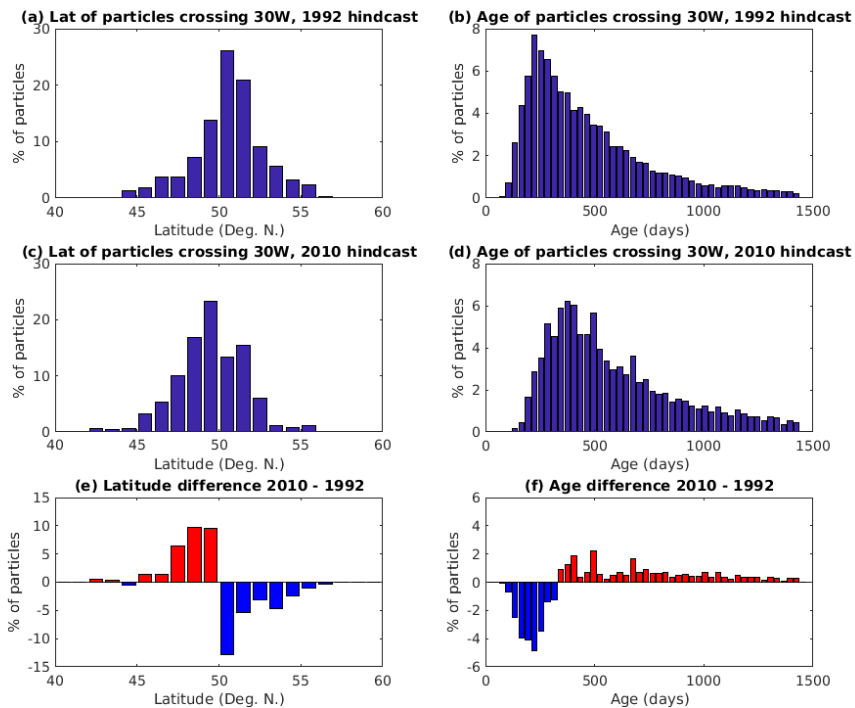 (a) Lat of particles crossing 30W, 1992 hindcast
30
20
10
0
% of particles
40 45 50 55 60
Latitude (Deg. N.)
(b) Age of particles crossing 30W, 1992 hindcast
8
6
4
2
0
% of particles
0 500 1000 1500
Age (days)
(c) Lat of particles crossing 30W, 2010 hindcast
30
20
10
0
% of particles
40 45 50 55 60
Latitude (Deg. N.)
(d) Age of particles crossing 30W, 2010 hindcast
8
6
4
2
0
% of particles
0 500 1000 1500
Age (days)
(e) Latitude difference 2010 - 1992
15
10
5
0
-5
-10
-15
% of particles
40 45 50 55 60
Latitude (Deg. N.)
(f) Age difference 2010 - 1992
6
4
2
0
-2
-4
-6
% of particles
0 500 1000 1500
Age (days)